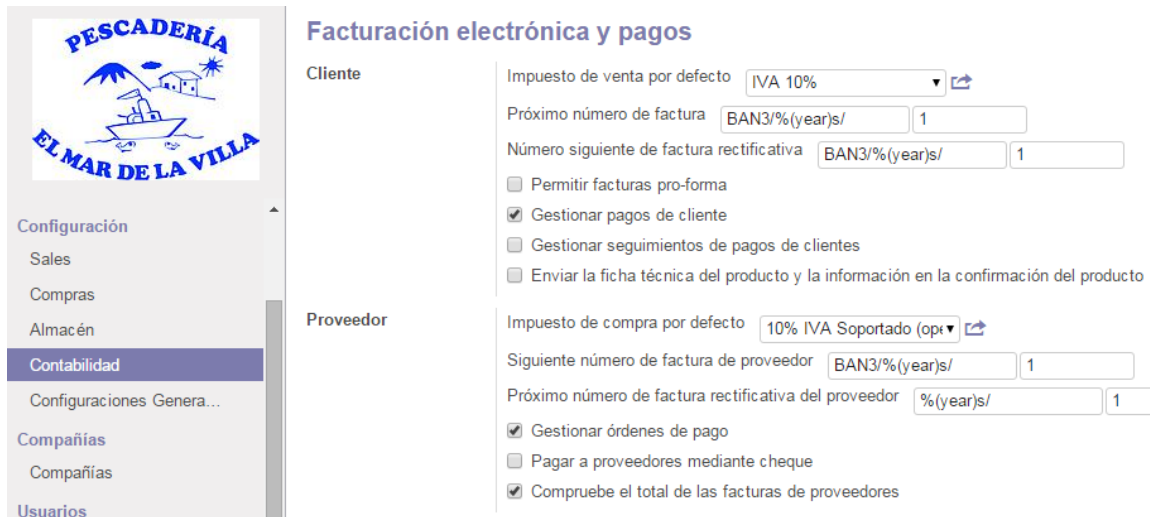 PESCADERÍA
EL MAR DE LA VILLA
Configuración
Sales
Compras
Almacén
Contabilidad
Configuraciones Genera...
Compañías
Compañías
Usuarios
Facturación electrónica y pagos
Cliente
Impuesto de venta por defecto IVA 10%
Próximo número de factura BAN3/%(year)s/ 1
Número siguiente de factura rectificativa BAN3/%(year)s/ 1
Permitir facturas pro-forma
Gestionar pagos de cliente
Gestionar seguimientos de pagos de clientes
Enviar la ficha técnica del producto y la información en la confirmación del producto
Proveedor
Impuesto de compra por defecto 10% IVA Soportado (ope
Siguiente número de factura de proveedor BAN3/%(year)s/ 1
Próximo número de factura rectificativa del proveedor %(year)s/ 1
Gestionar órdenes de pago
Pagar a proveedores mediante cheque
Compruebe el total de las facturas de proveedores